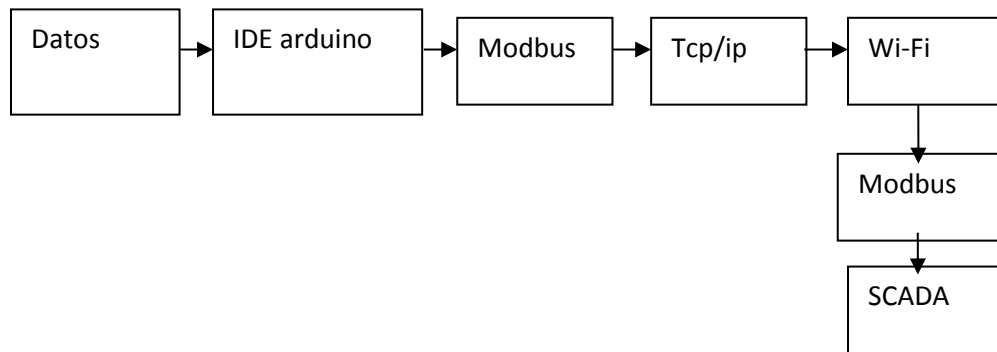 Datos
IDE arduino
Modbus
Tcp/ip
Wi-Fi
Modbus
SCADA